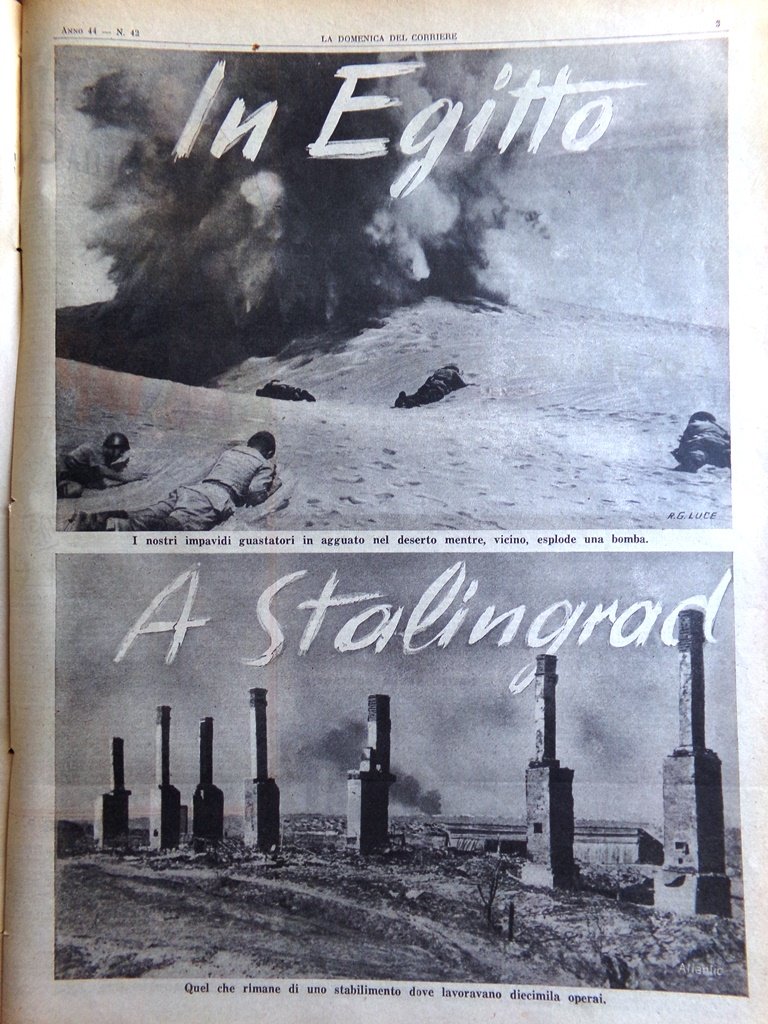 Anno 44 — N. 42
LA DOMENICA DEL CORRIERE
3
In Egitto
R.G. LUCE
I nostri impavidi guastatori in agguato nel deserto mentre, vicino, esplode una bomba.
A Stalingrad
Atlantic
Quel che rimane di uno stabilimento dove lavoravano diecimila operai.